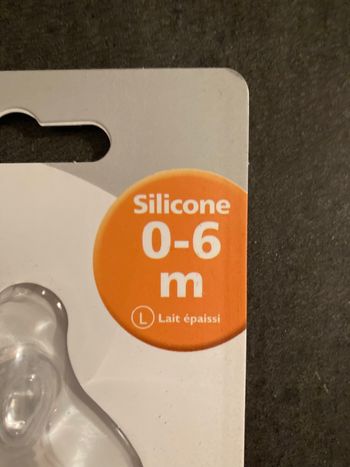 Silicone
0-6
m
L Lait épaissi